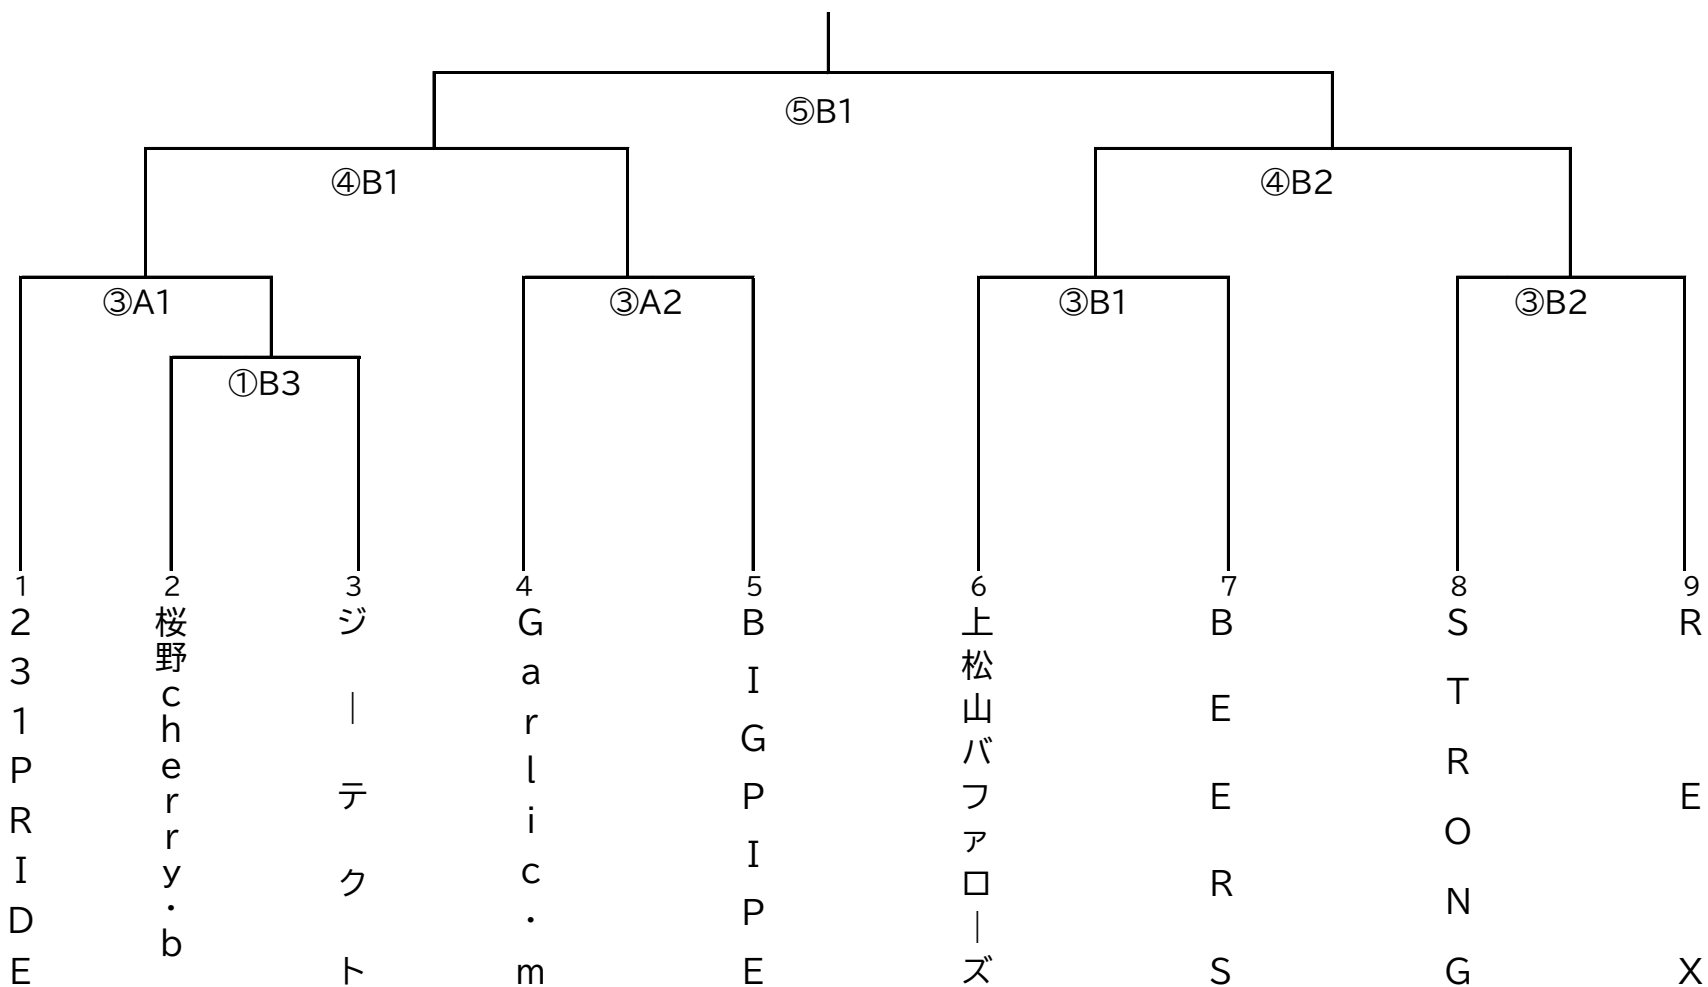 ⑤B1
④B1
④B2
③A1
③A2
③B1
③B2
①B3
1
2
3
4
5
6
7
8
9
231PRIDE
桜野cherry・b
ジーテクト
Garlic・m
BIGPIPE
上松山バファローズ
BEERS
STRONG
REX